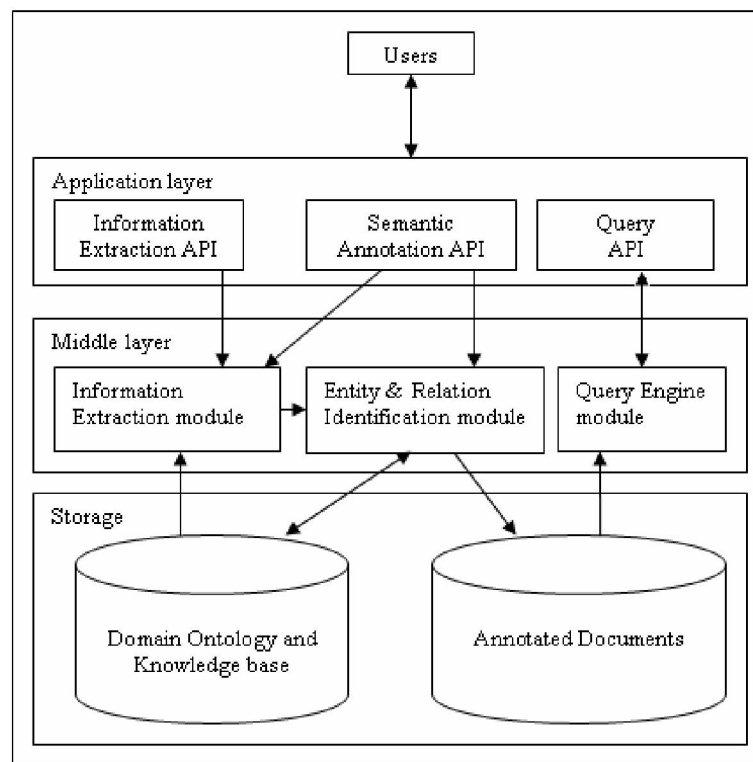 Users
Application layer
Information
Extraction API
Semantic
Annotation API
Query
API
Middle layer
Information
Extraction module
Entity & Relation
Identification module
Query Engine
module
Storage
Domain Ontology and
Knowledge base
Annotated Documents